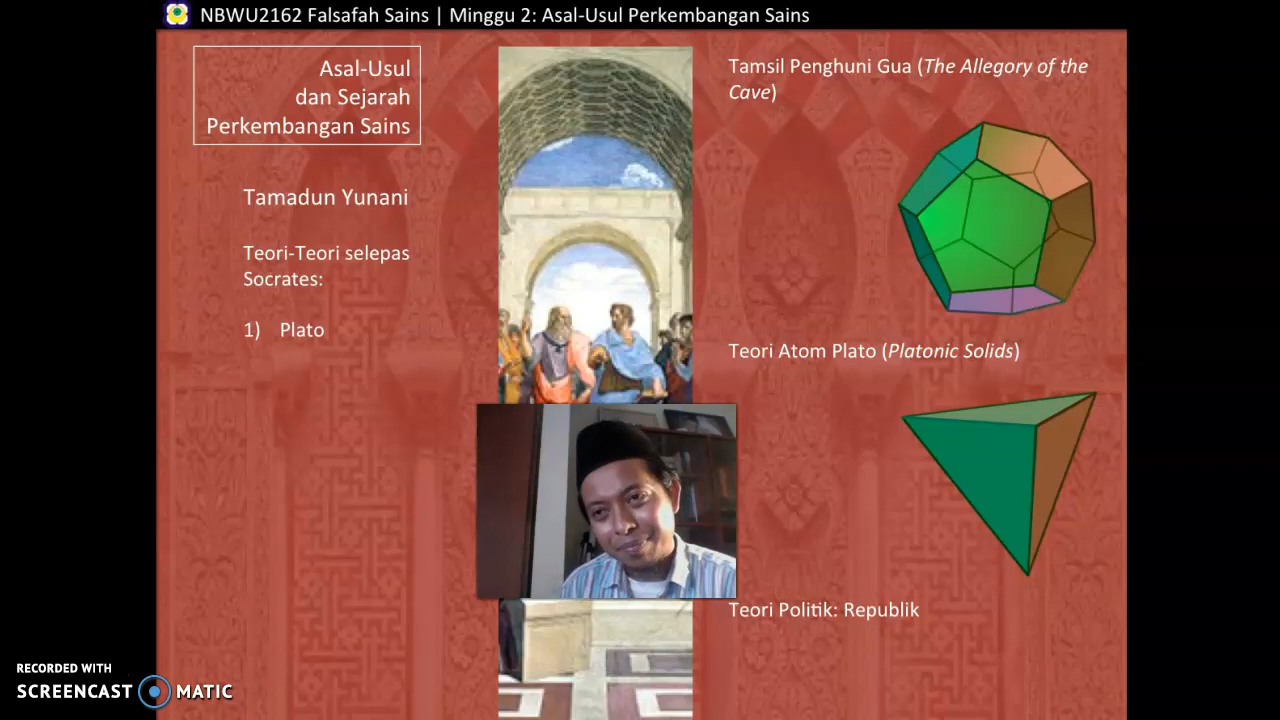 NBWU2162 Falsafah Sains | Minggu 2: Asal-Usul Perkembangan Sains
Asal-Usul
dan Sejarah
Perkembangan Sains
Tamadun Yunani
Teori-Teori selepas
Socrates:
1) Plato
Tamsil Penghuni Gua (The Allegory of the
Cave)
Teori Atom Plato (Platonic Solids)
Teori Politik: Republik
RECORDED WITH
SCREENCAST MATIC